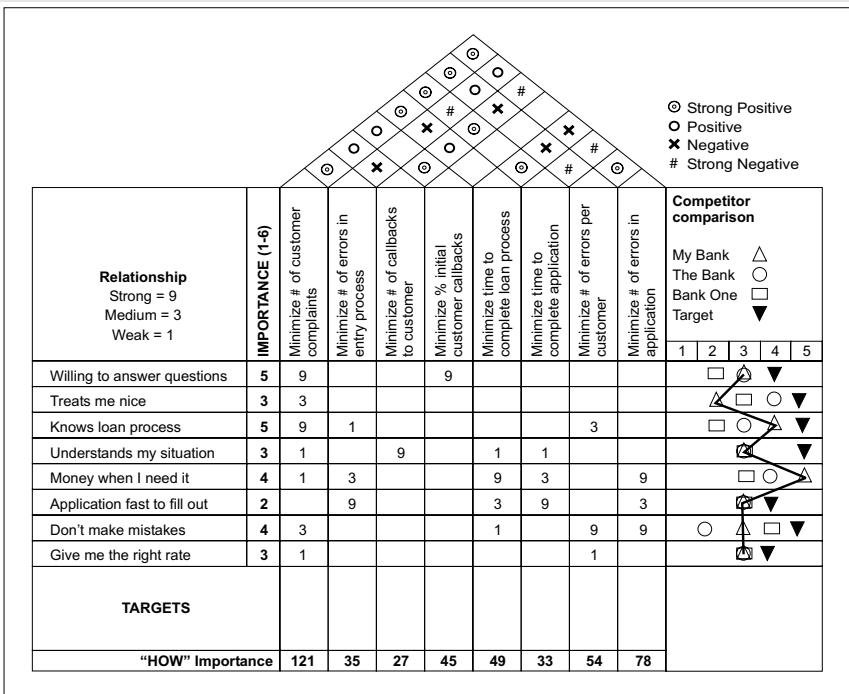 Strong Positive
Positive
Negative
# Strong Negative
Relationship
Strong = 9
Medium = 3
Weak = 1
IMPORTANCE (1-6)
Minimize # of customer
complaints
Minimize # of errors in
entry process
Minimize # of callbacks
to customer
Minimize % initial
customer callbacks
Minimize time to
complete loan process
Minimize time to
complete application
Minimize # of errors per
customer
Minimize # of errors in
application
Competitor
comparison
My Bank
The Bank
Bank One
Target
1 2 3 4 5
Willing to answer questions 5 9 9
Treats me nice 3 3
Knows loan process 5 9 1 3
Understands my situation 3 1 9 1 1
Money when I need it 4 1 3 9 3 9
Application fast to fill out 2 9 3 9 3
Don't make mistakes 4 3 1 9 9
Give me the right rate 3 1 1
TARGETS
“HOW” Importance 121 35 27 45 49 33 54 78